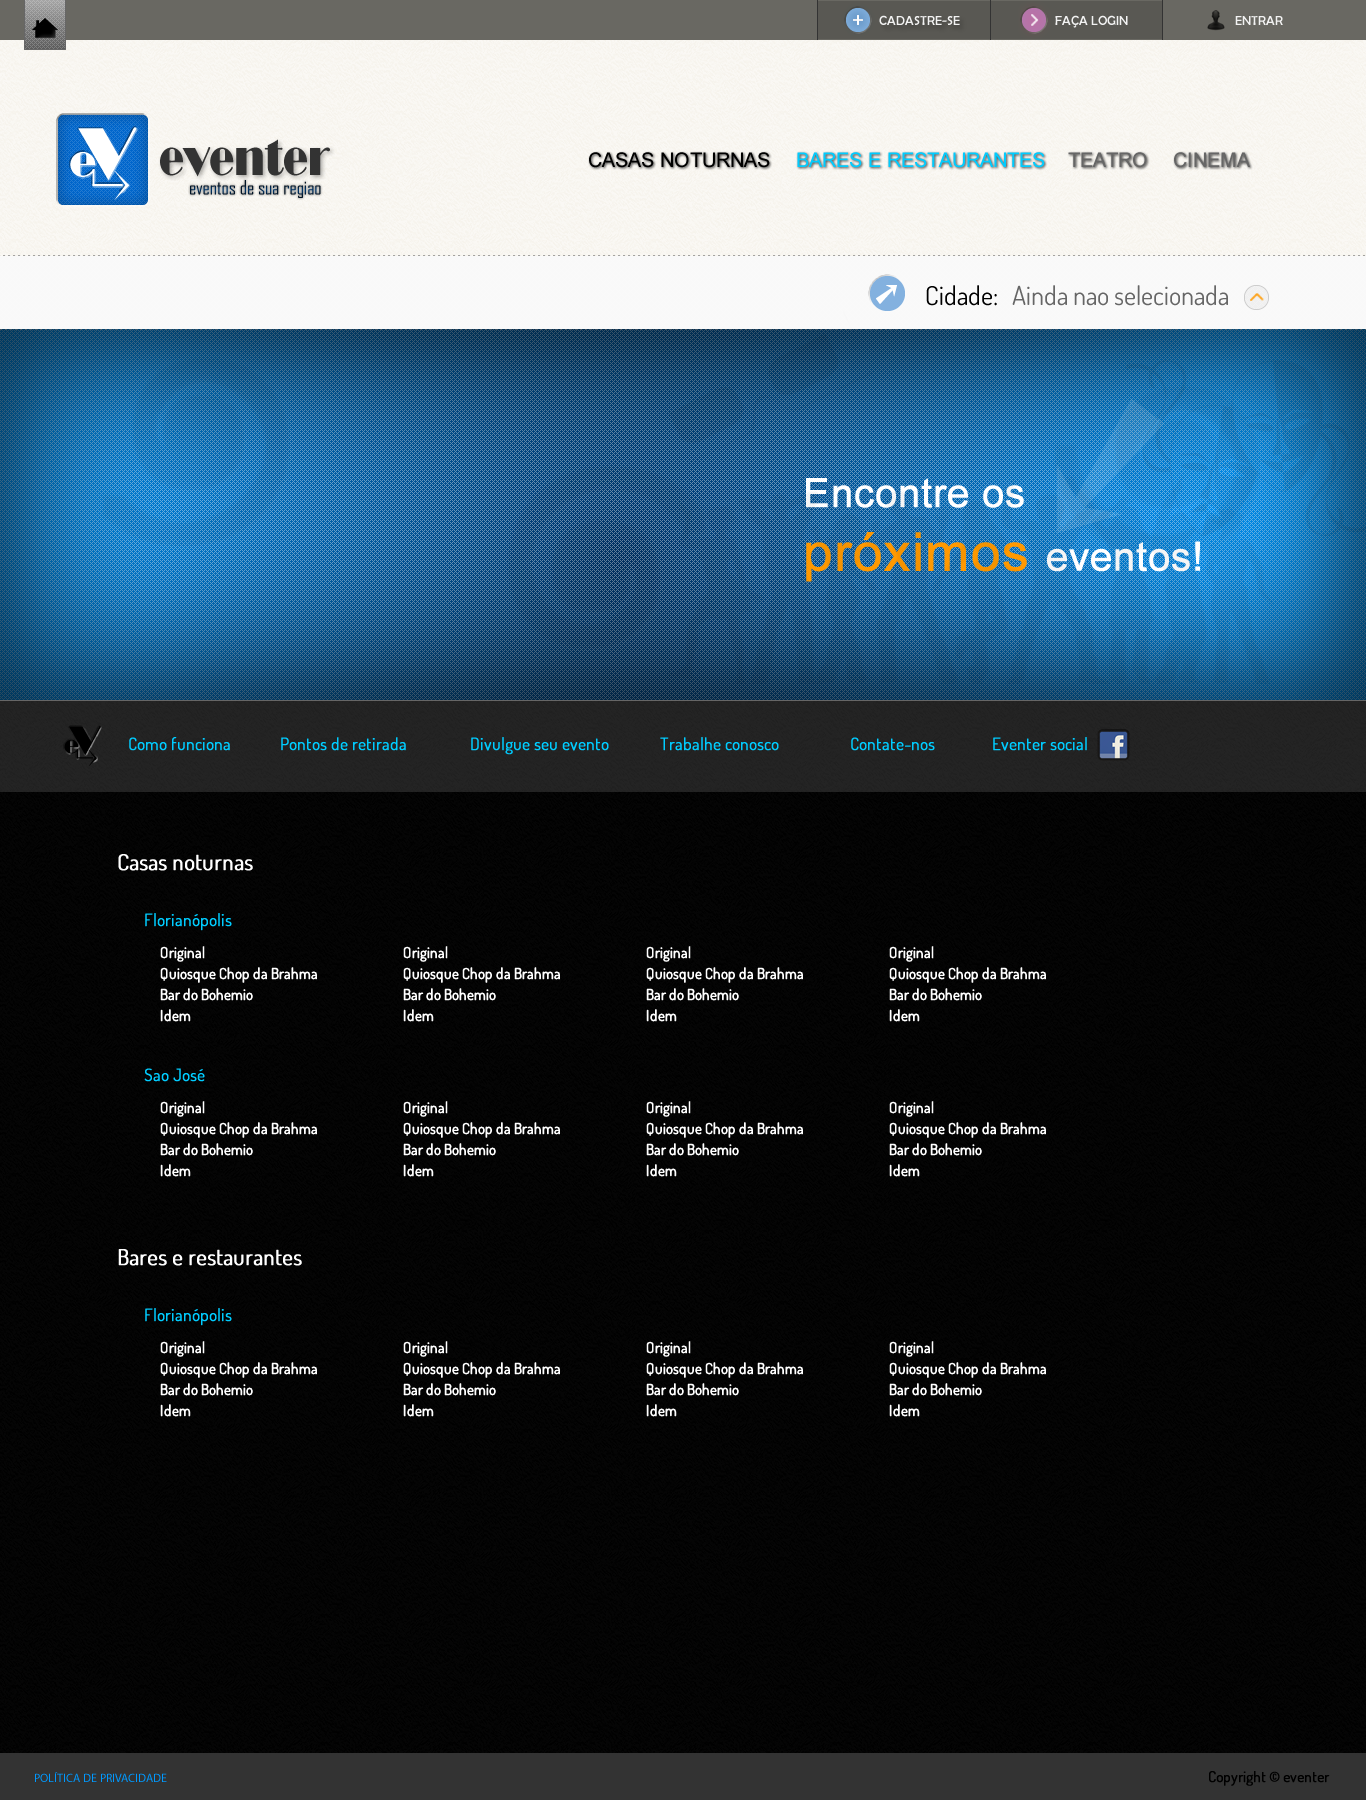 CADASTRE-SE
FAÇA LOGIN
ENTRAR
eV
eventer
eventos de sua regiao
CASAS NOTURNAS
BARES E RESTAURANTES
TEATRO
CINEMA
Cidade: Ainda nao selecionada
Encontre os
próximos eventos!
eV
Como funciona
Pontos de retirada
Divulgue seu evento
Trabalhe conosco
Contate-nos
Eventer social
f
Casas noturnas
Florianópolis
Original
Quiosque Chop da Brahma
Bar do Bohemio
Idem
Original
Quiosque Chop da Brahma
Bar do Bohemio
Idem
Original
Quiosque Chop da Brahma
Bar do Bohemio
Idem
Original
Quiosque Chop da Brahma
Bar do Bohemio
Idem
Sao José
Original
Quiosque Chop da Brahma
Bar do Bohemio
Idem
Original
Quiosque Chop da Brahma
Bar do Bohemio
Idem
Original
Quiosque Chop da Brahma
Bar do Bohemio
Idem
Original
Quiosque Chop da Brahma
Bar do Bohemio
Idem
Bares e restaurantes
Florianópolis
Original
Quiosque Chop da Brahma
Bar do Bohemio
Idem
Original
Quiosque Chop da Brahma
Bar do Bohemio
Idem
Original
Quiosque Chop da Brahma
Bar do Bohemio
Idem
Original
Quiosque Chop da Brahma
Bar do Bohemio
Idem
POLÍTICA DE PRIVACIDADE
Copyright © eventer